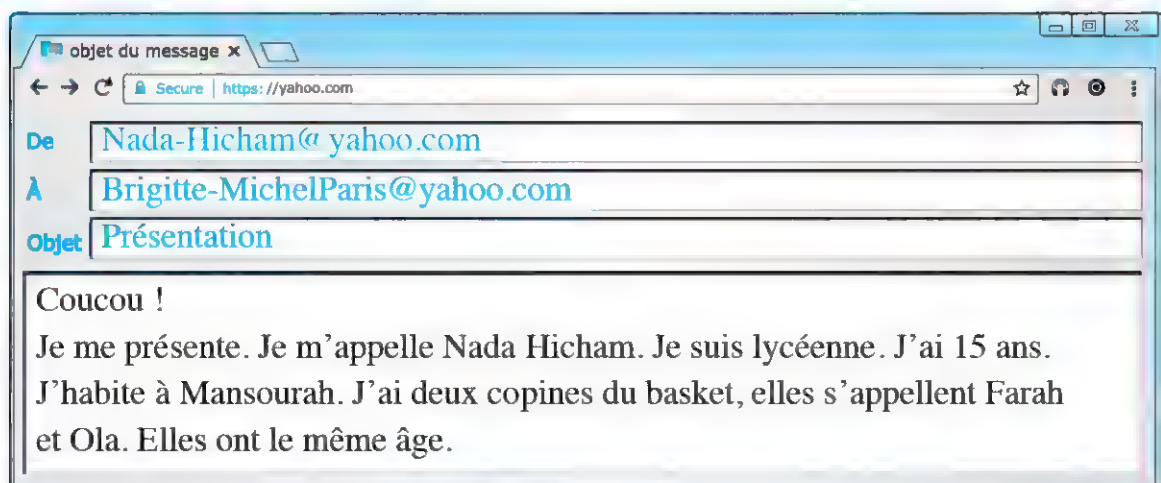 objet du message x
Secure | https://yahoo.com
De Nada-Hicham@ yahoo.com
À Brigitte-MichelParis@yahoo.com
Objet Présentation
Coucou !
Je me présente. Je m'appelle Nada Hicham. Je suis lycéenne. J'ai 15 ans.
J'habite à Mansourah. J'ai deux copines du basket, elles s'appellent Farah
et Ola. Elles ont le même âge.